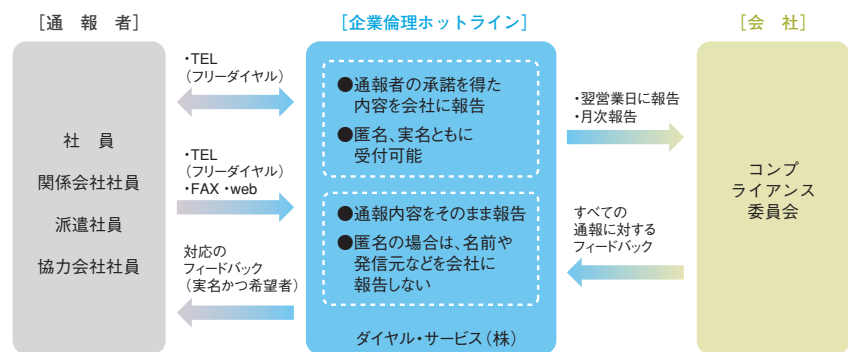 ［通　報　者］
社　員
関係会社社員
派遣社員
協力会社社員
・TEL
（フリーダイヤル）
・TEL
（フリーダイヤル）
・FAX ・web
対応の
フィードバック
（実名かつ希望者）
［企業倫理ホットライン］
●通報者の承諾を得た
内容を会社に報告
●匿名、実名ともに
受付可能
●通報内容をそのまま報告
●匿名の場合は、名前や
発信元などを会社に
報告しない
ダイヤル・サービス（株）
・翌営業日に報告
・月次報告
すべての
通報に対する
フィードバック
［会　社］
コンプ
ライアンス
委員会